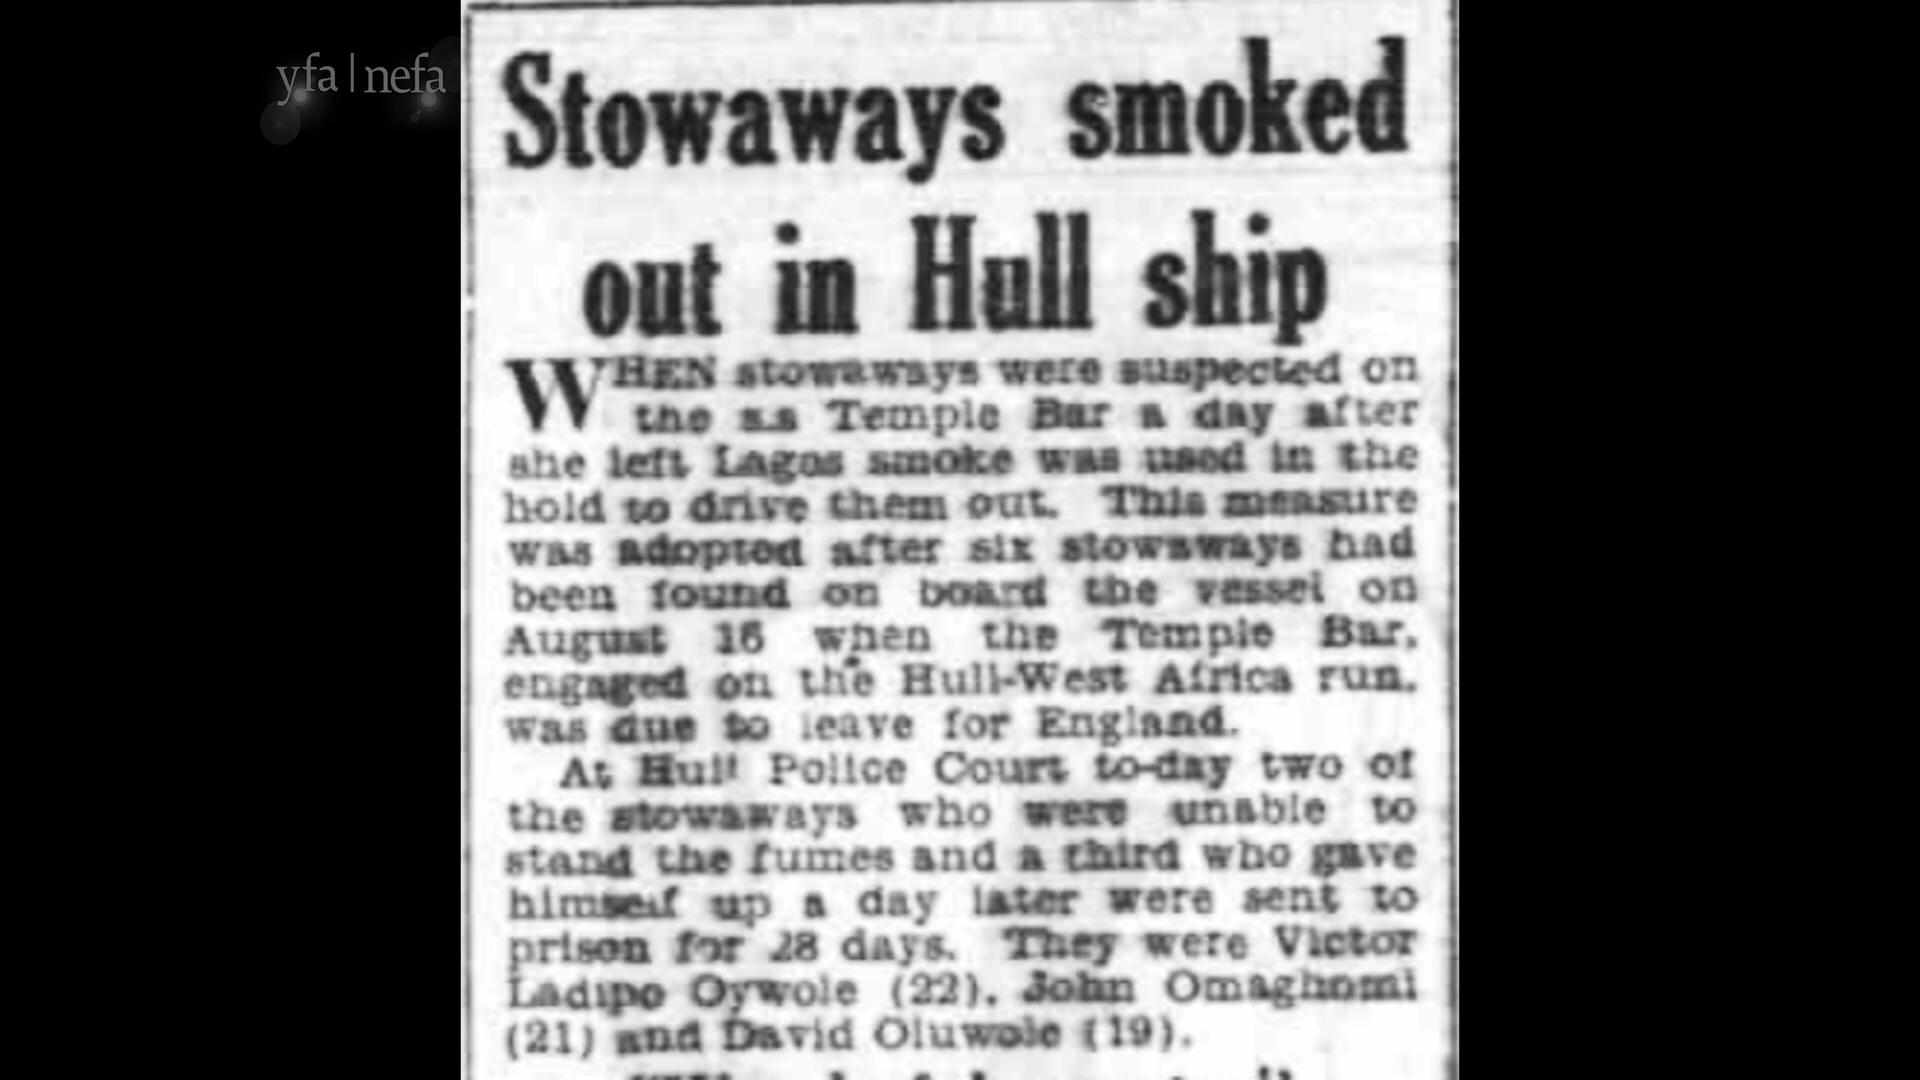 yfa|nefa
Stowaways smoked
out in Hull ship
WHEN stowaways were suspected on
the s.s Temple Bar a day after
she left Lagos smoke was used in the
hold to drive them out. This measure
was adopted after six stowaways had
been found on board the vessel on
August 16 when the Temple Bar,
engaged on the Hull-West Africa run,
was due to leave for England.
At Hull Police Court to-day two of
the stowaways who were unable to
stand the fumes and a third who gave
himself up a day later were sent to
prison for 28 days. They were Victor
Ladipo Oywole (22), John Omaghomi
(21) and David Oluwole (19).